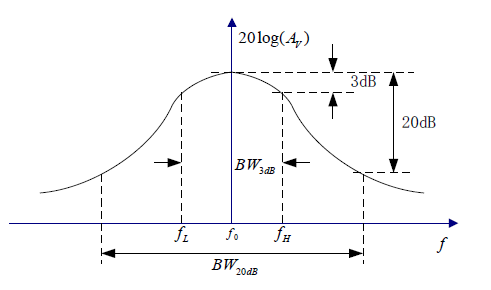 20log(A_V)
3dB
20dB
BW_3dB
f_L f_0 f_H
f
BW_20dB